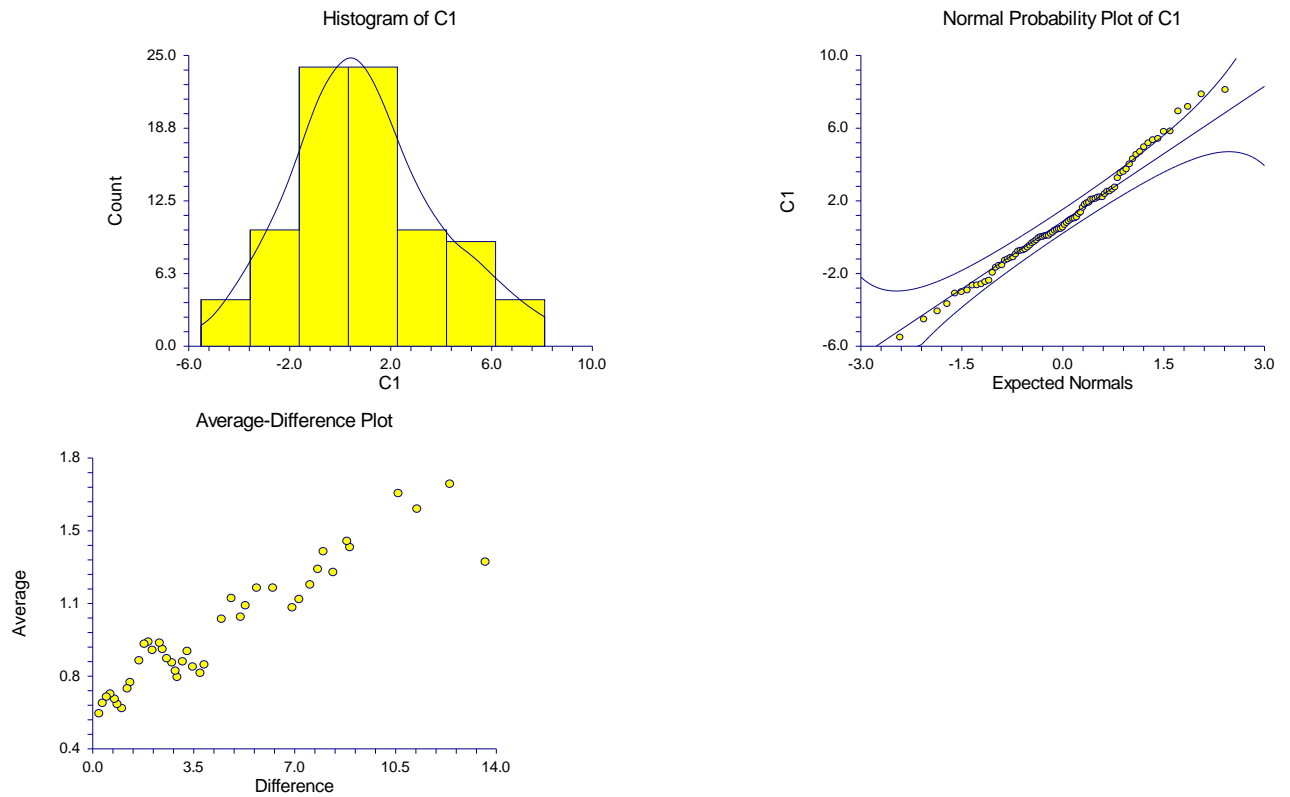 Histogram of C1
25.0
18.8
12.5
6.3
0.0
Count
-6.0 -2.0 2.0 6.0 10.0
C1
Normal Probability Plot of C1
10.0
6.0
2.0
-2.0
-6.0
C1
-3.0 -1.5 0.0 1.5 3.0
Expected Normals
Average-Difference Plot
1.8
1.5
1.1
0.8
0.4
Average
0.0 3.5 7.0 10.5 14.0
Difference